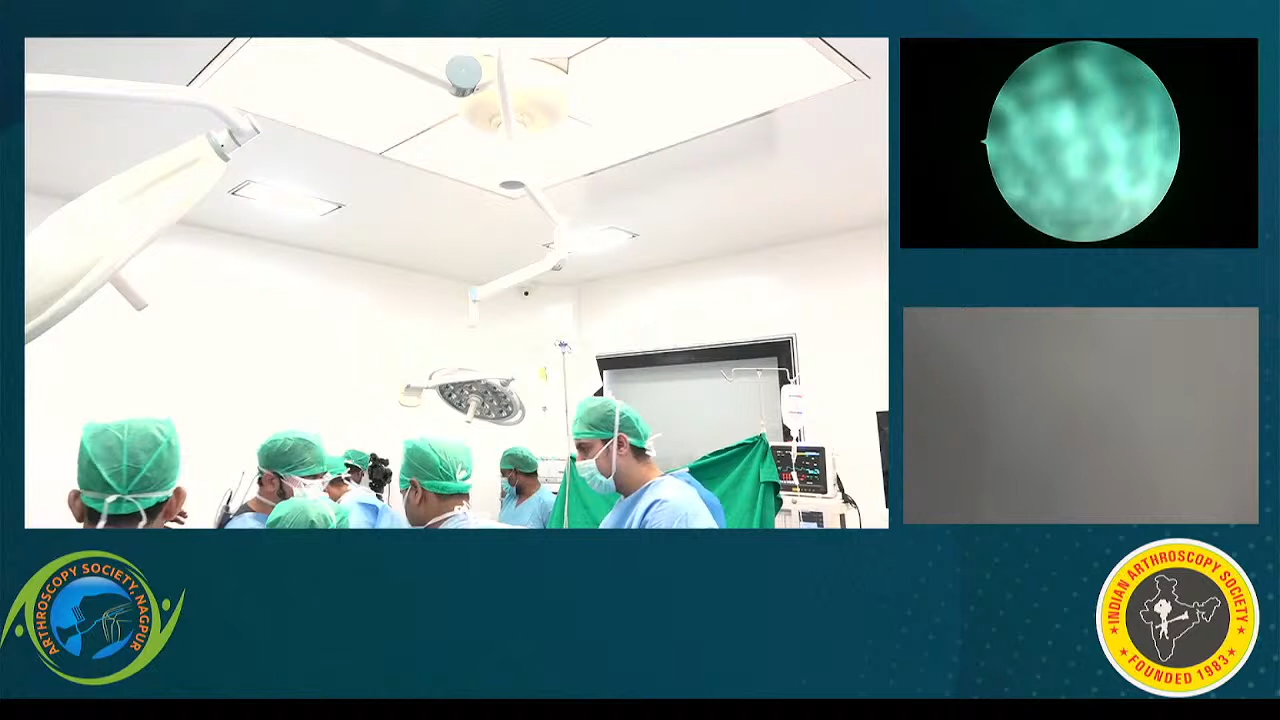 ARTHROSCOPY SOCIETY, NAGPUR
INDIAN ARTHROSCOPY SOCIETY
★ FOUNDED 1983 ★